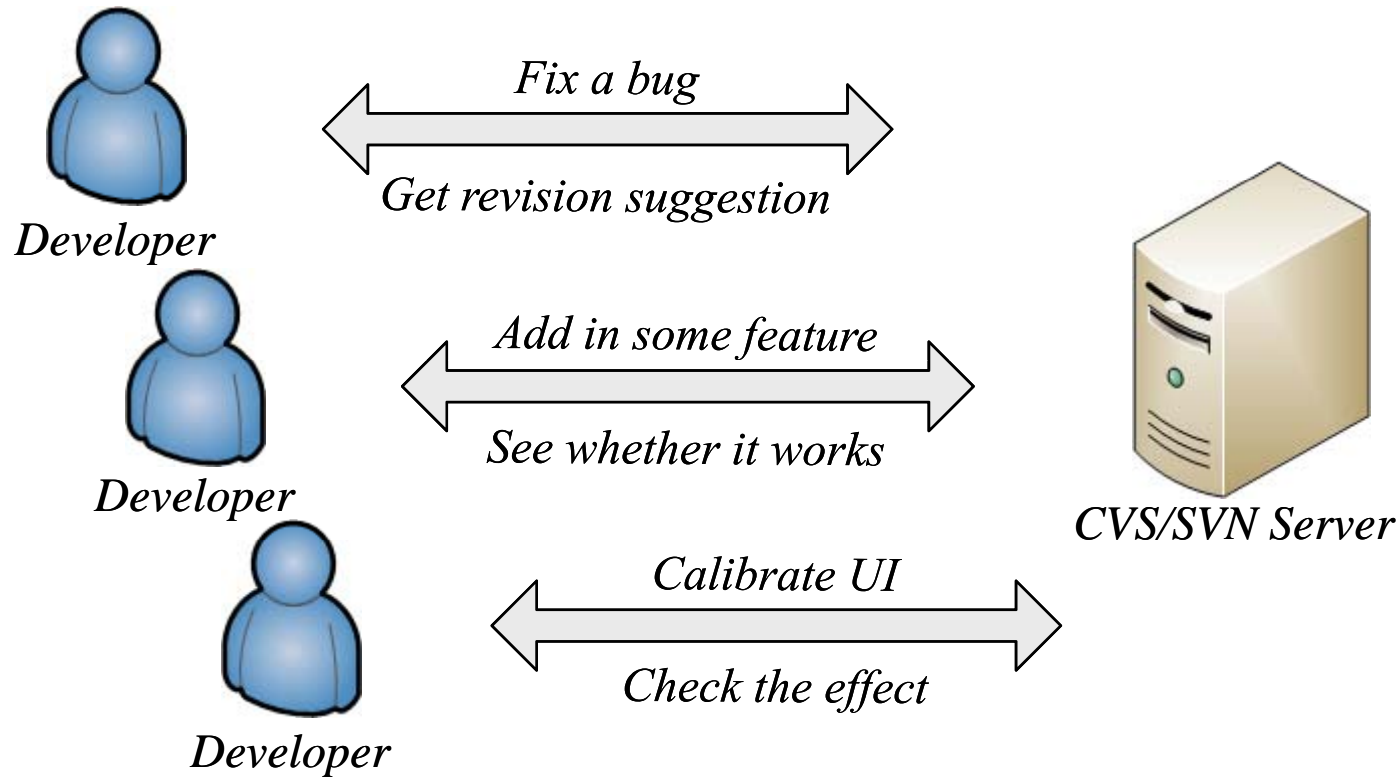 Fix a bug
Get revision suggestion
Developer
Add in some feature
See whether it works
Developer
CVS/SVN Server
Calibrate UI
Check the effect
Developer